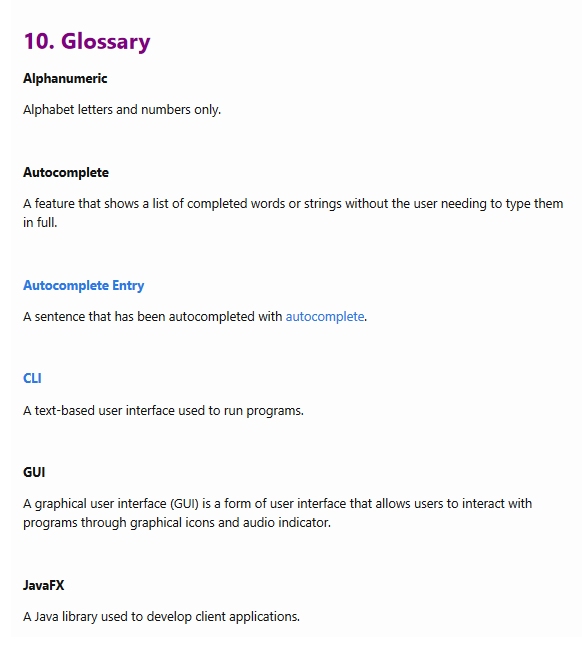 10. Glossary
Alphanumeric
Alphabet letters and numbers only.
Autocomplete
A feature that shows a list of completed words or strings without the user needing to type them
in full.
Autocomplete Entry
A sentence that has been autocompleted with autocomplete.
CLI
A text-based user interface used to run programs.
GUI
A graphical user interface (GUI) is a form of user interface that allows users to interact with
programs through graphical icons and audio indicator.
JavaFX
A Java library used to develop client applications.